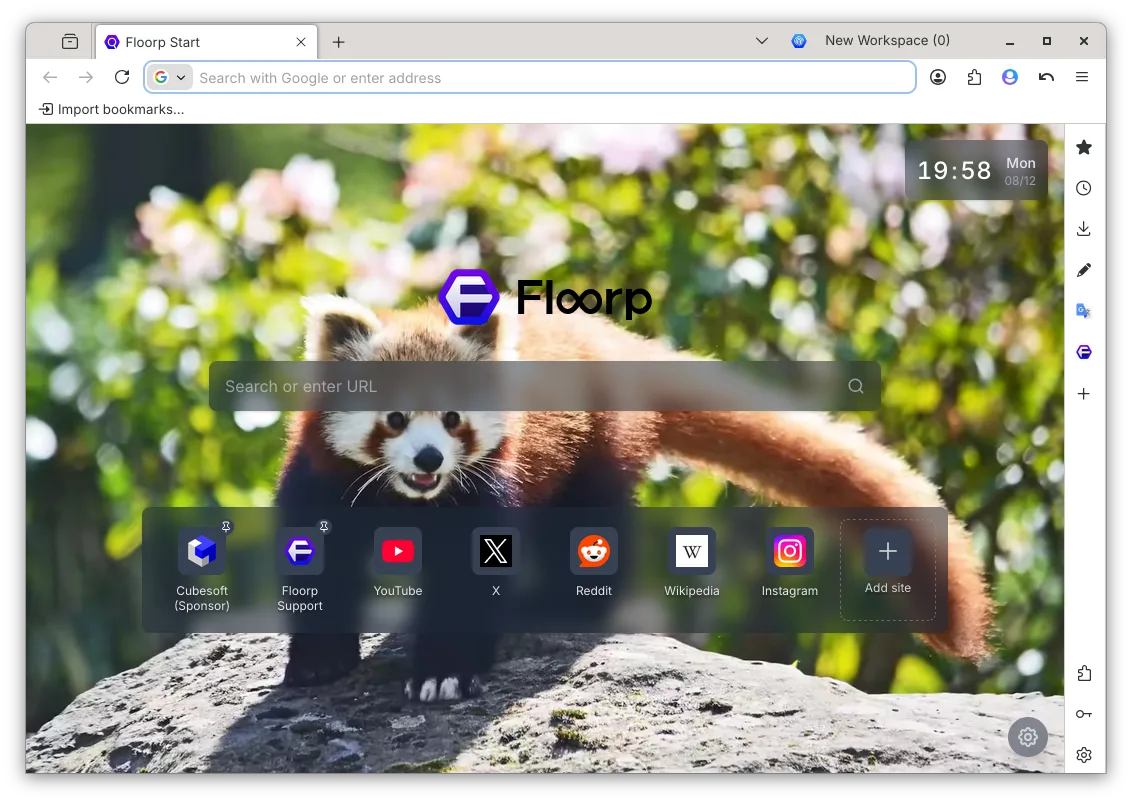 Floorp Start
New Workspace (0)
Search with Google or enter address
Import bookmarks...
19:58
Mon
08/12
Floorp
Search or enter URL
Cubesoft
(Sponsor)
Floorp
Support
YouTube
X
Reddit
W
Wikipedia
Instagram
Add site